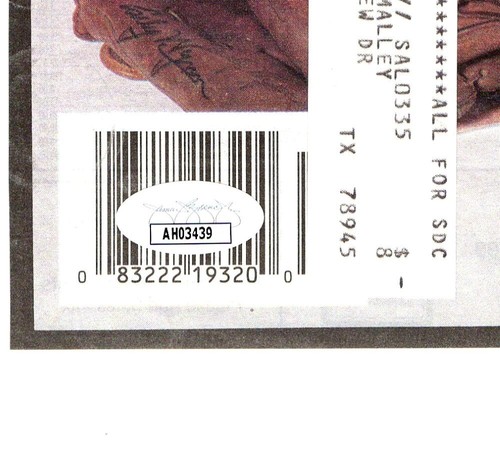 ********ALL FOR SDC
// SAL0335 $ -
MALLEY 8
EW DR
TX 78945
AH03439
0 83222 19320 0